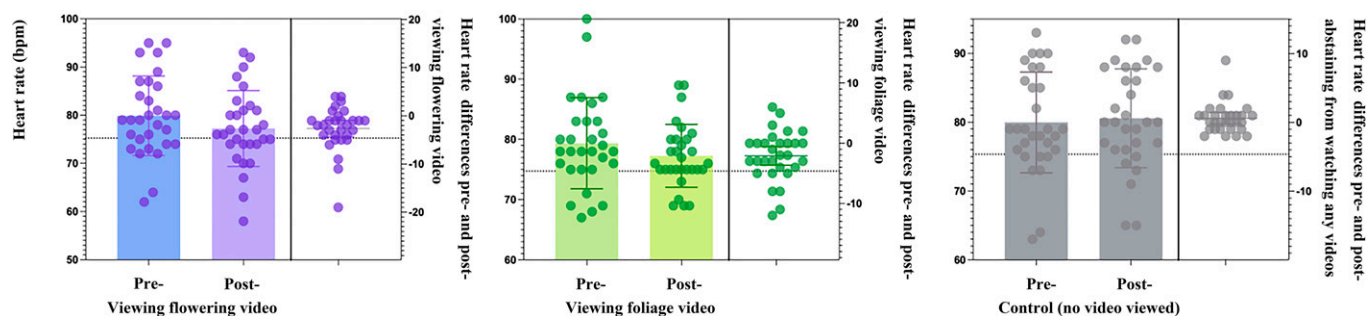 Heart rate (bpm)
100
90
80
70
60
50
20
10
0
-10
-20
Heart rate differences pre- and post-
viewing flowering video
Pre-
Post-
Viewing flowering video
100
90
80
70
60
20
10
0
-10
Heart rate differences pre- and post-
viewing foliage video
Pre-
Post-
Viewing foliage video
90
80
70
60
10
0
-10
Heart rate differences pre- and post-
abstaining from watching any videos
Pre-
Post-
Control (no video viewed)